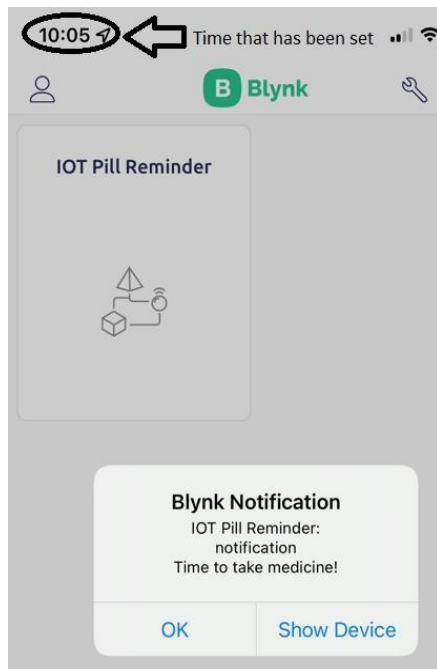 10:05 Time that has been set
B Blynk
IOT Pill Reminder
Blynk Notification
IOT Pill Reminder:
notification
Time to take medicine!
OK Show Device